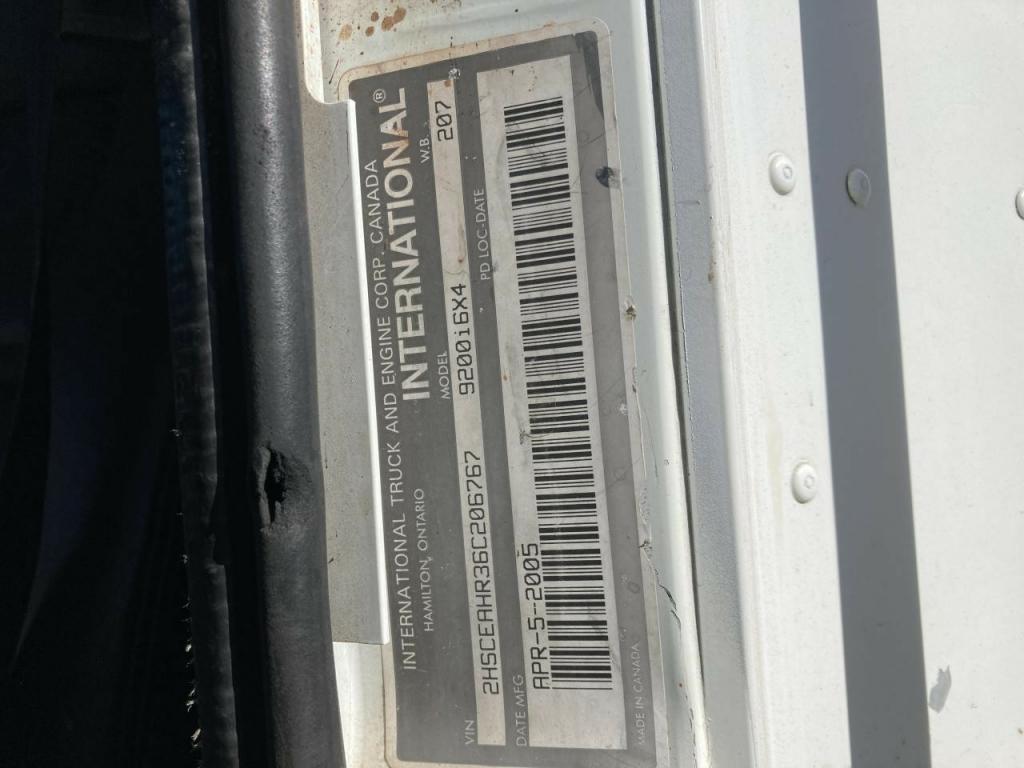 INTERNATIONAL TRUCK AND ENGINE CORP. CANADA
HAMILTON, ONTARIO INTERNATIONAL®
VIN MODEL W.B.
2HSCEAHR36C206767 9200i6X4 207
DATE MFG PD LOC-DATE
APR-5-2005
MADE IN CANADA